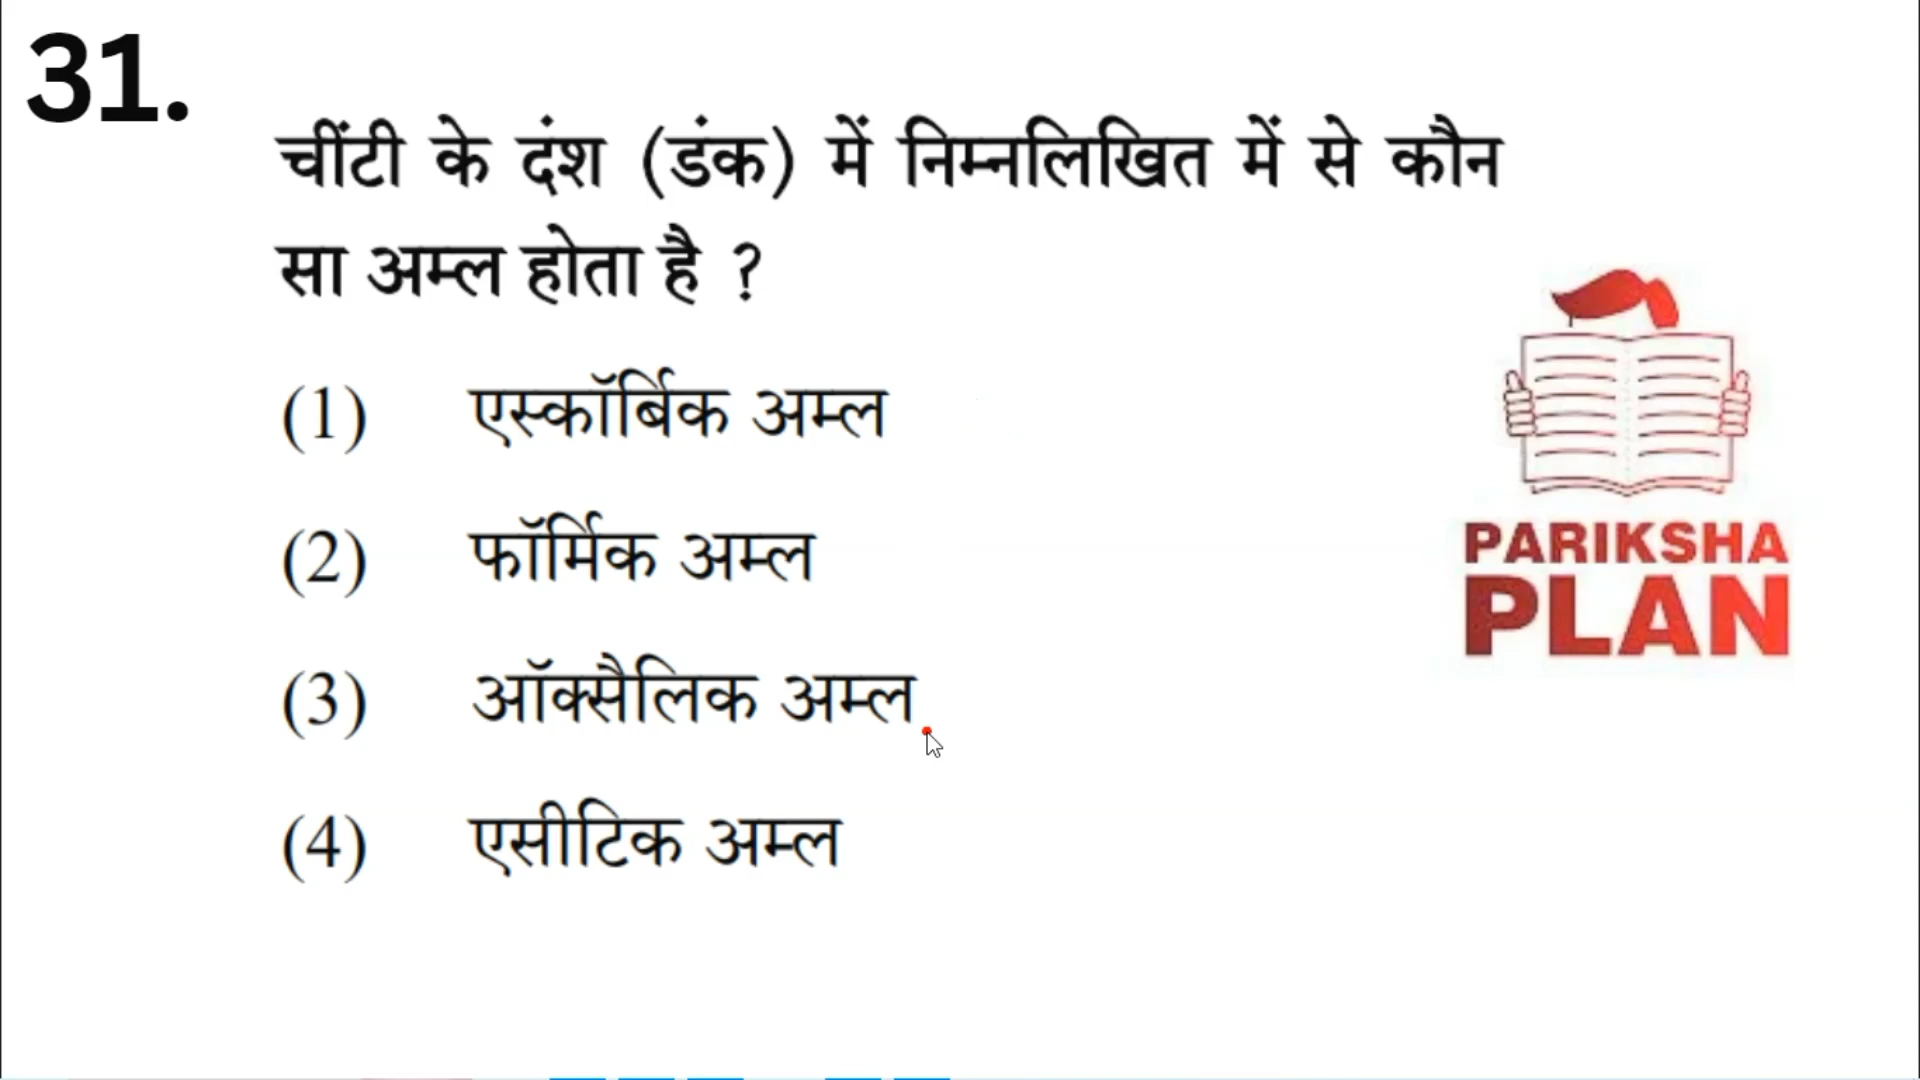 31.
चींटी के दंश (डंक) में निम्नलिखित में से कौन
सा अम्ल होता है ?
(1) एस्कॉर्बिक अम्ल
(2) फॉर्मिक अम्ल
(3) ऑक्सैलिक अम्ल
(4) एसीटिक अम्ल
PARIKSHA
PLAN